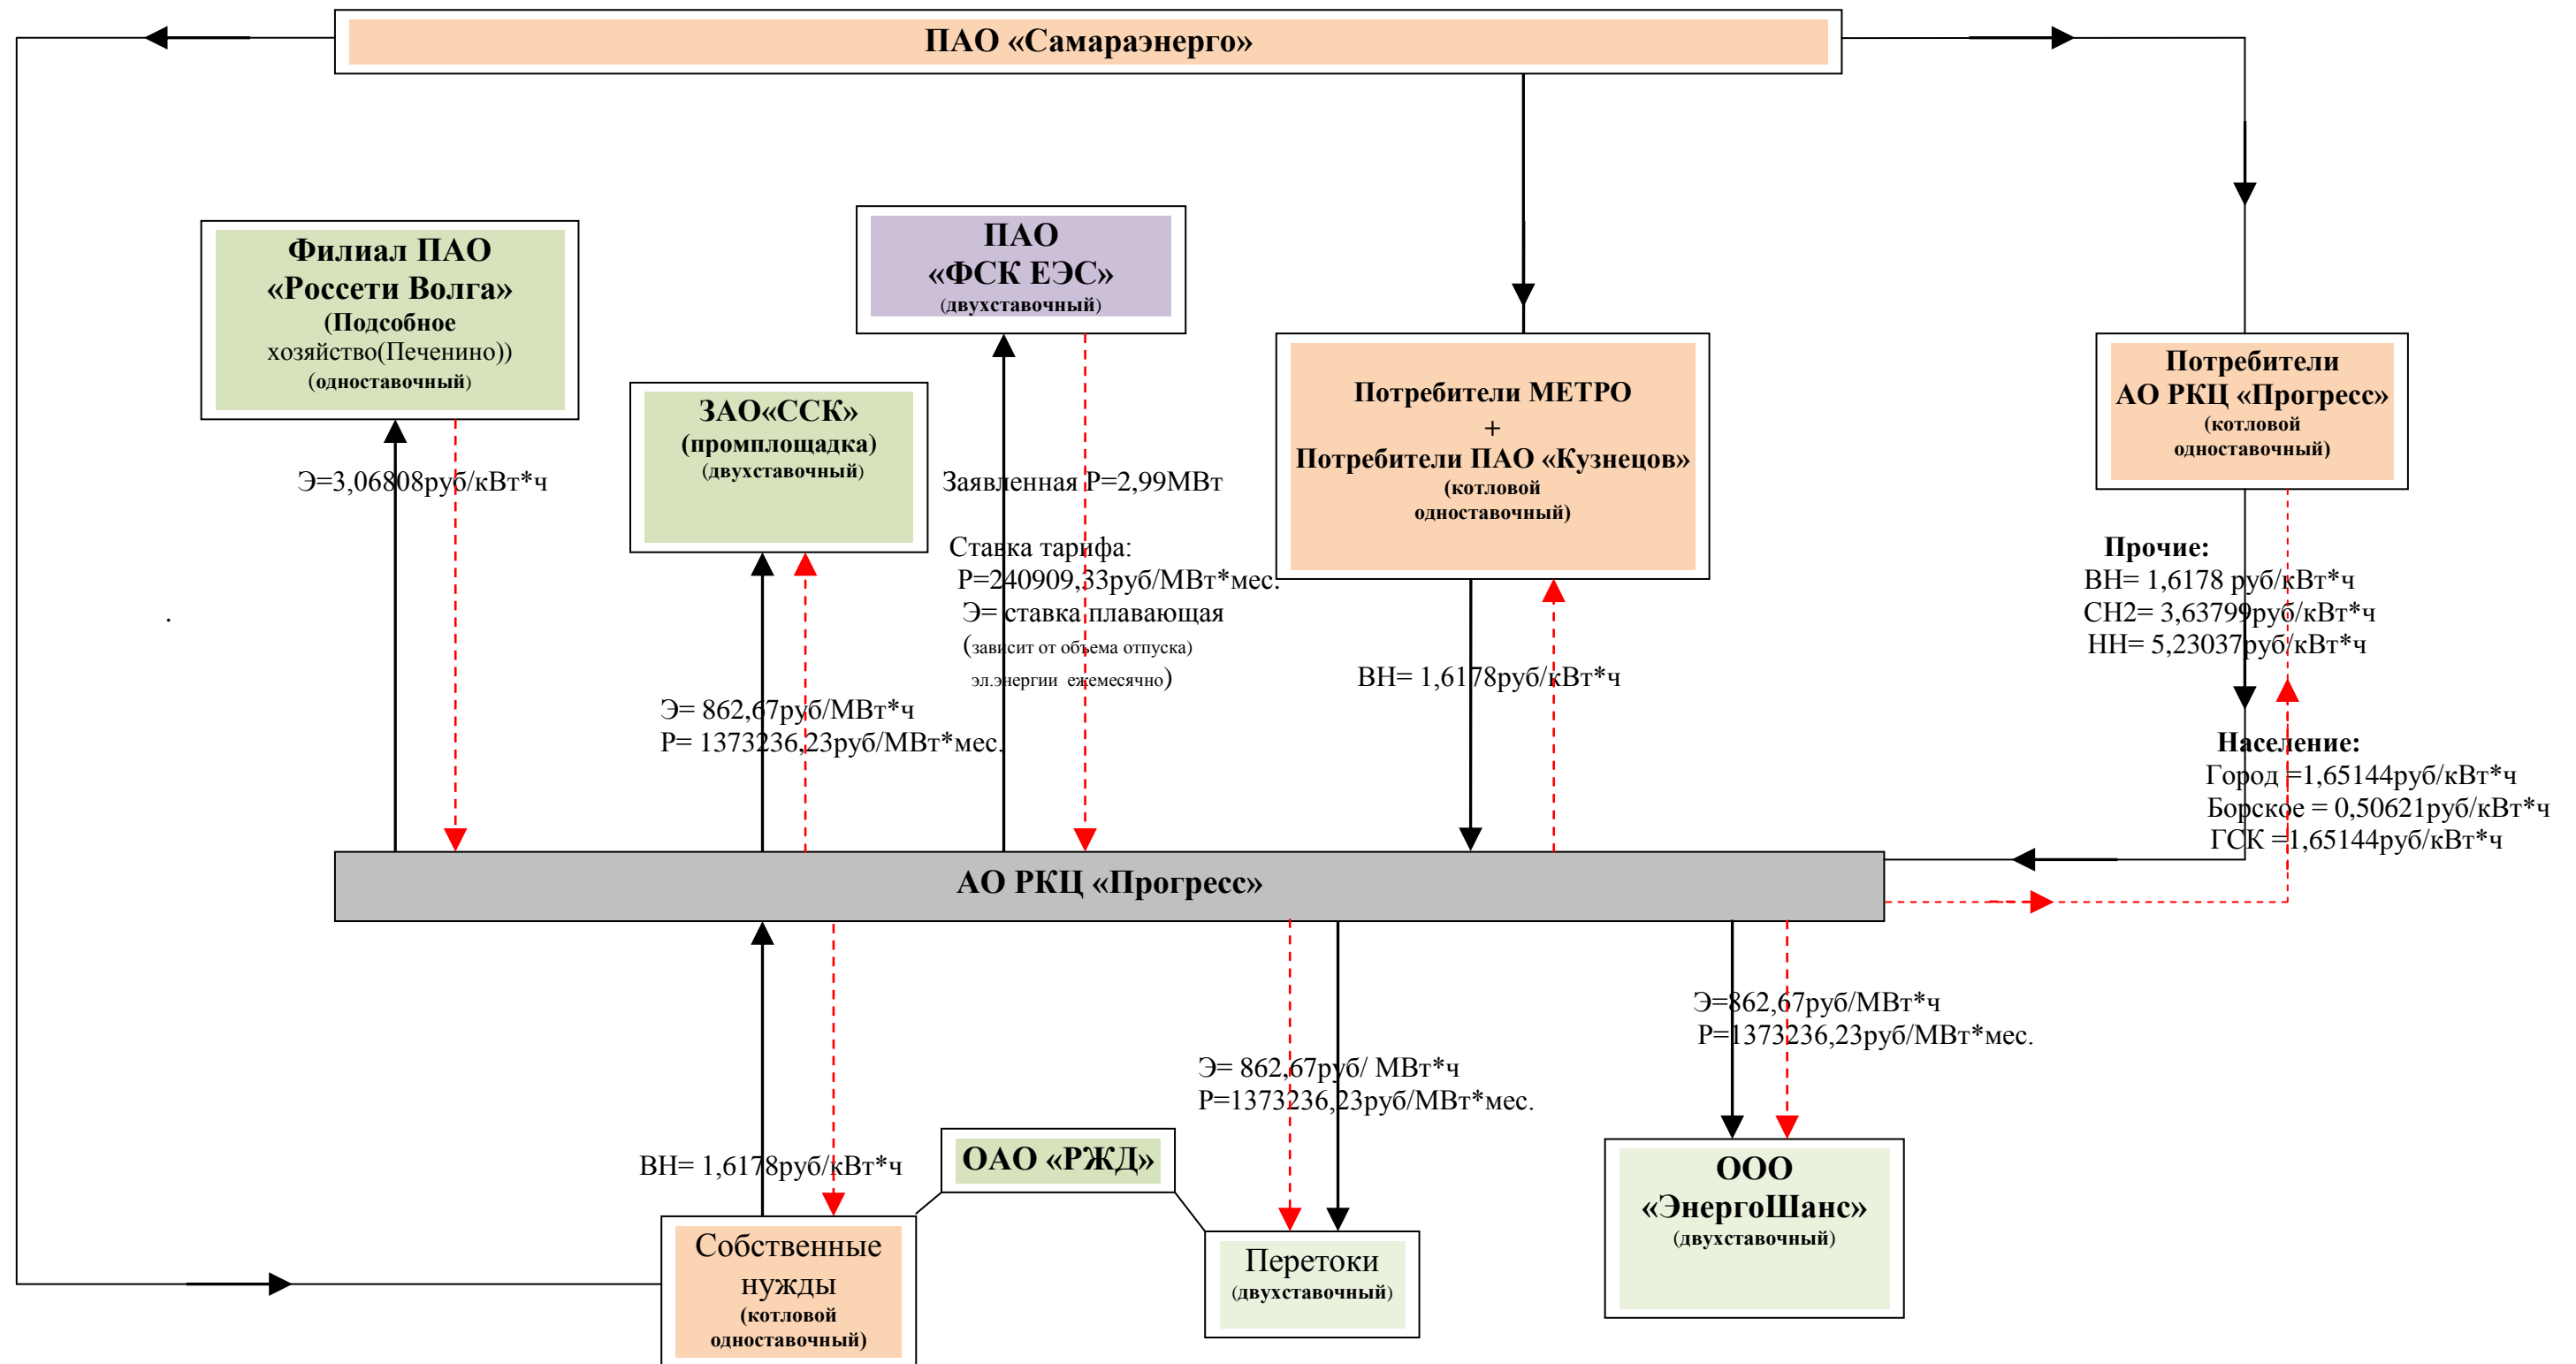 ПАО «Самараэнерго»
Филиал ПАО
«Россети Волга»
(Подсобное
хозяйство(Печенино))
(одноставочный)
ПАО
«ФСК ЕЭС»
(двухставочный)
ЗАО«ССК»
(промплощадка)
(двухставочный)
Потребители МЕТРО
+
Потребители ПАО «Кузнецов»
(котловой
одноставочный)
Потребители
АО РКЦ «Прогресс»
(котловой
одноставочный)
Э=3,06808руб/кВт*ч
Заявленная Р=2,99МВт
Ставка тарифа:
Р=240909,33руб/МВт*мес.
Э= ставка плавающая
(зависит от объема отпуска)
эл.энергии ежемесячно)
Э= 862,67руб/МВт*ч
Р= 1373236,23руб/МВт*мес.
ВН= 1,6178руб/кВт*ч
Прочие:
ВН= 1,6178 руб/кВт*ч
СН2= 3,63799руб/кВт*ч
НН= 5,23037руб/кВт*ч
Население:
Город =1,65144руб/кВт*ч
Борское = 0,50621руб/кВт*ч
ГСК =1,65144руб/кВт*ч
.
АО РКЦ «Прогресс»
ВН= 1,6178руб/кВт*ч
Э= 862,67руб/ МВт*ч
Р=1373236,23руб/МВт*мес.
Э=862,67руб/МВт*ч
Р=1373236,23руб/МВт*мес.
ОАО «РЖД»
Собственные
нужды
(котловой
одноставочный)
Перетоки
(двухставочный)
ООО
«ЭнергоШанс»
(двухставочный)